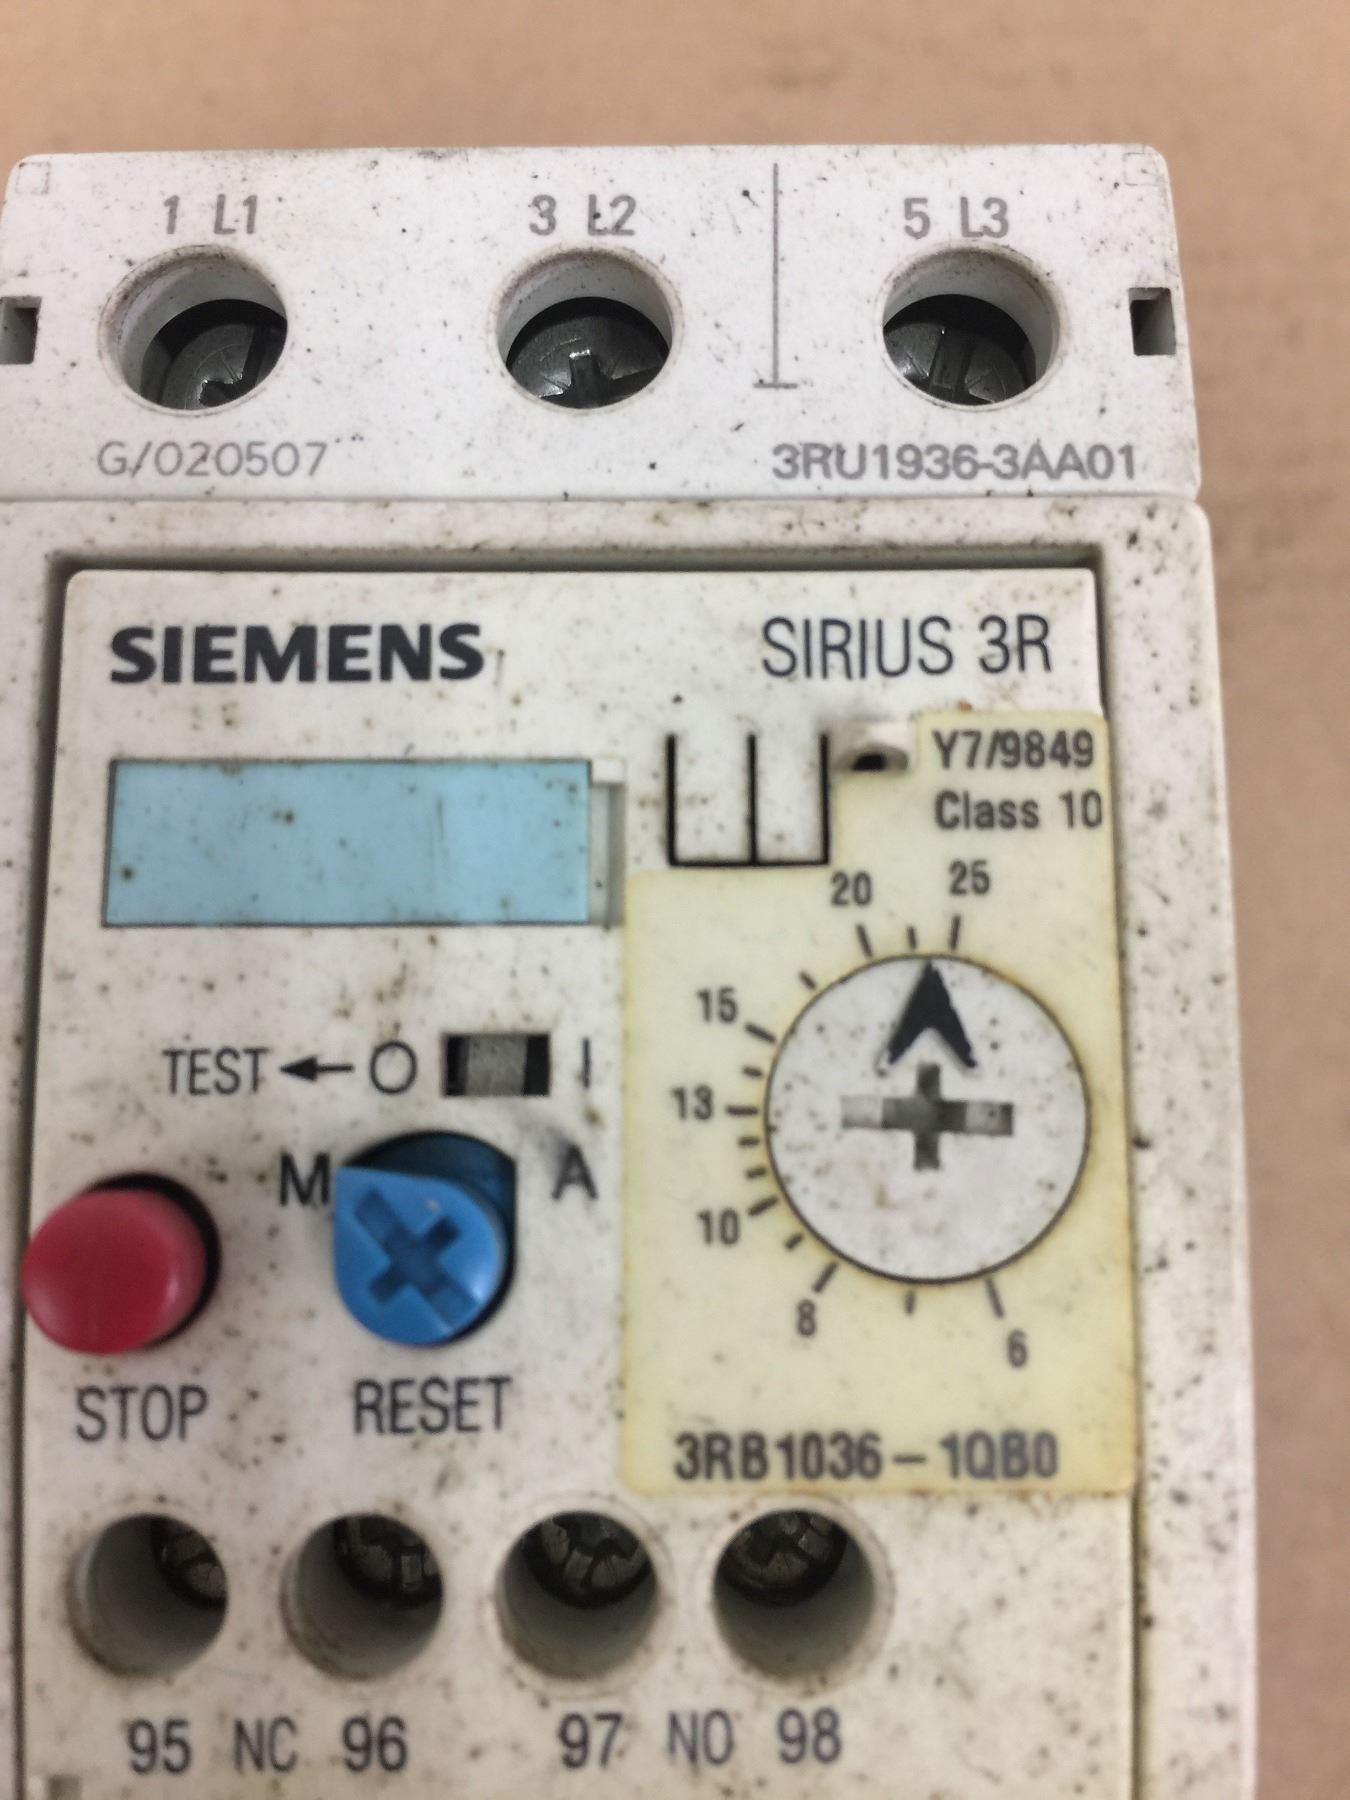 1 L1 3 L2 5 L3
G/020507 3RU1936-3AA01
SIEMENS SIRIUS 3R
Y7/9849
Class 10
20 25
15
TEST O I
13
M A
10
8
6
STOP RESET
3RB1036-1QB0
95 NC 96 97 NO 98